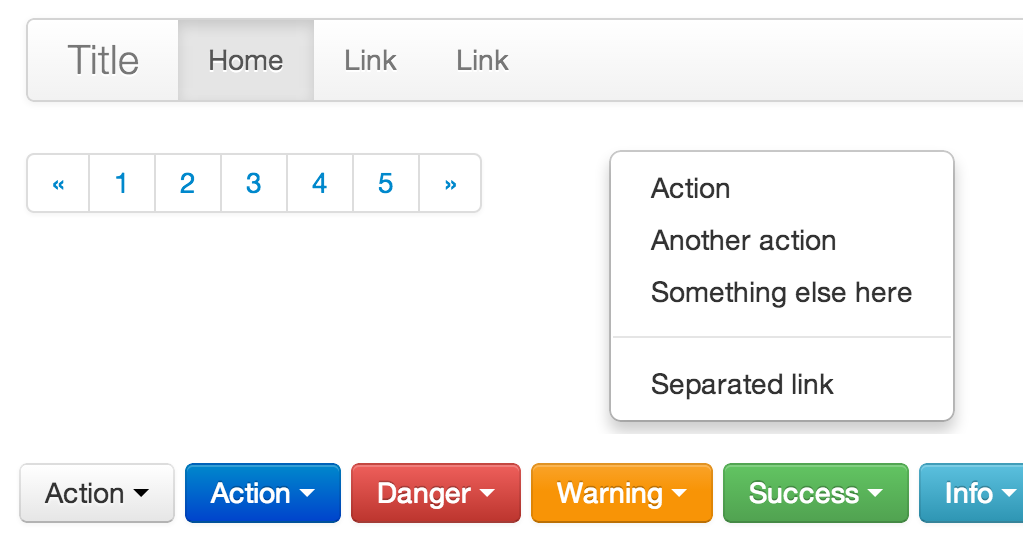 Title Home Link Link
« 1 2 3 4 5 »
Action
Another action
Something else here
Separated link
Action Action Danger Warning Success Info